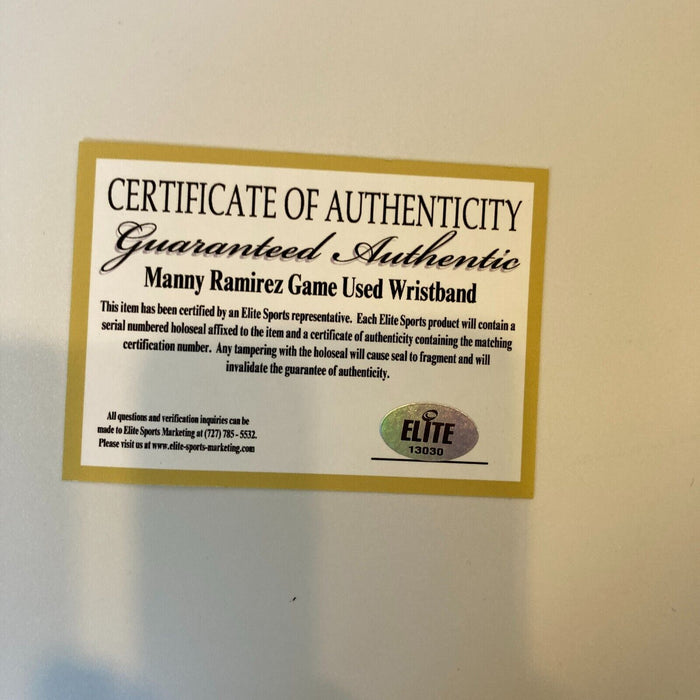 CERTIFICATE OF AUTHENTICITY
Guaranteed Authentic
Manny Ramirez Game Used Wristband
This item has been certified by an Elite Sports representative. Each Elite Sports product will contain a
serial numbered holoseal affixed to the item and a certificate of authenticity containing the matching
certification number. Any tampering with the holoseal will cause seal to fragment and will
invalidate the guarantee of authenticity.
All questions and verification inquiries can be
made to Elite Sports Marketing at (727) 785 - 5532.
Please visit us at www.elite-sports-marketing.com
ELITE
13030